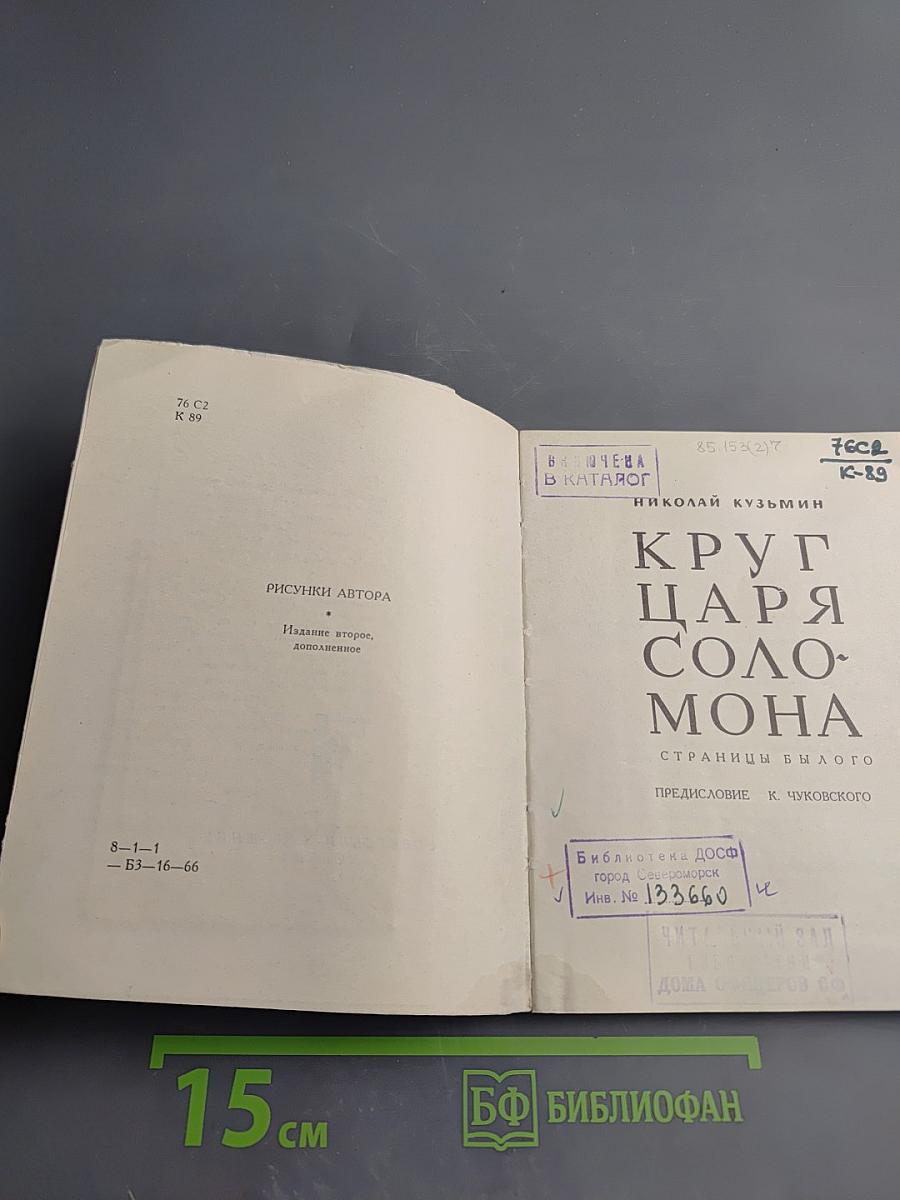 76 С2
К 89
РИСУНКИ АВТОРА
*
Издание второе,
дополненное
8—1—1
— БЗ—16—66
ВКЛЮЧЕНА
В КАТАЛОГ
85.153(2)7
76С2
К-89
НИКОЛАЙ КУЗЬМИН
КРУГ
ЦАРЯ
СОЛО-
МОНА
СТРАНИЦЫ БЫЛОГО
ПРЕДИСЛОВИЕ К. ЧУКОВСКОГО
Библиотека ДОСФ
город Североморск
Инв. № 133660
ч
ЧИТАЛЬНЫЙ ЗАЛ
ДОМА ОФИЦЕРОВ СФ
15 см
БФ БИБЛИОФАН